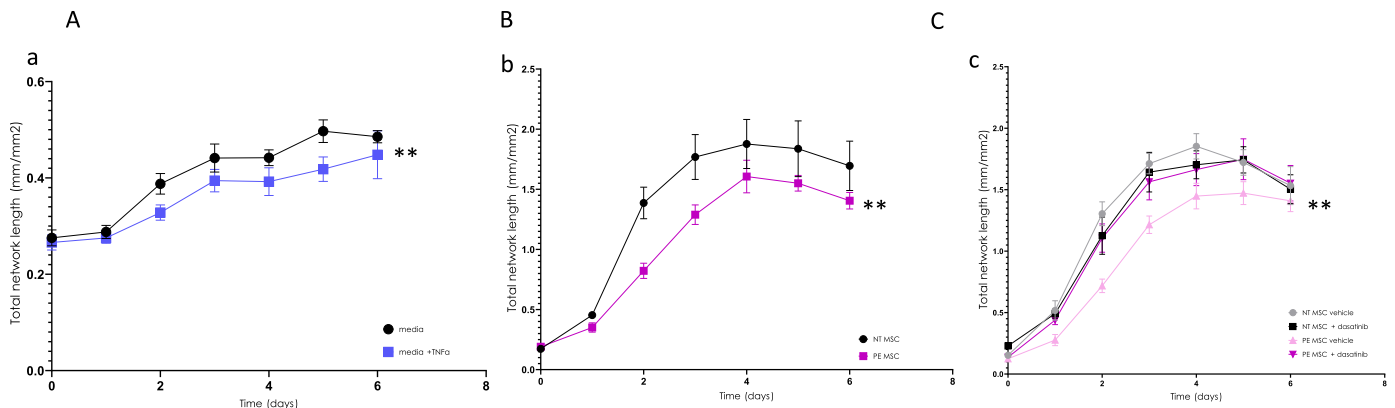 A
a
Total network length (mm/mm2)
0.6
0.4
0.2
0.0
0
2
4
6
8
Time (days)
**
media
media +TNFa
B
b
Total network length (mm/mm2)
2.5
2.0
1.5
1.0
0.5
0.0
0
2
4
6
8
Time (days)
**
NT MSC
PE MSC
C
c
Total network length (mm/mm2)
2.5
2.0
1.5
1.0
0.5
0.0
0
2
4
6
8
Time (days)
**
NT MSC vehicle
NT MSC + dasatinib
PE MSC vehicle
PE MSC + dasatinib